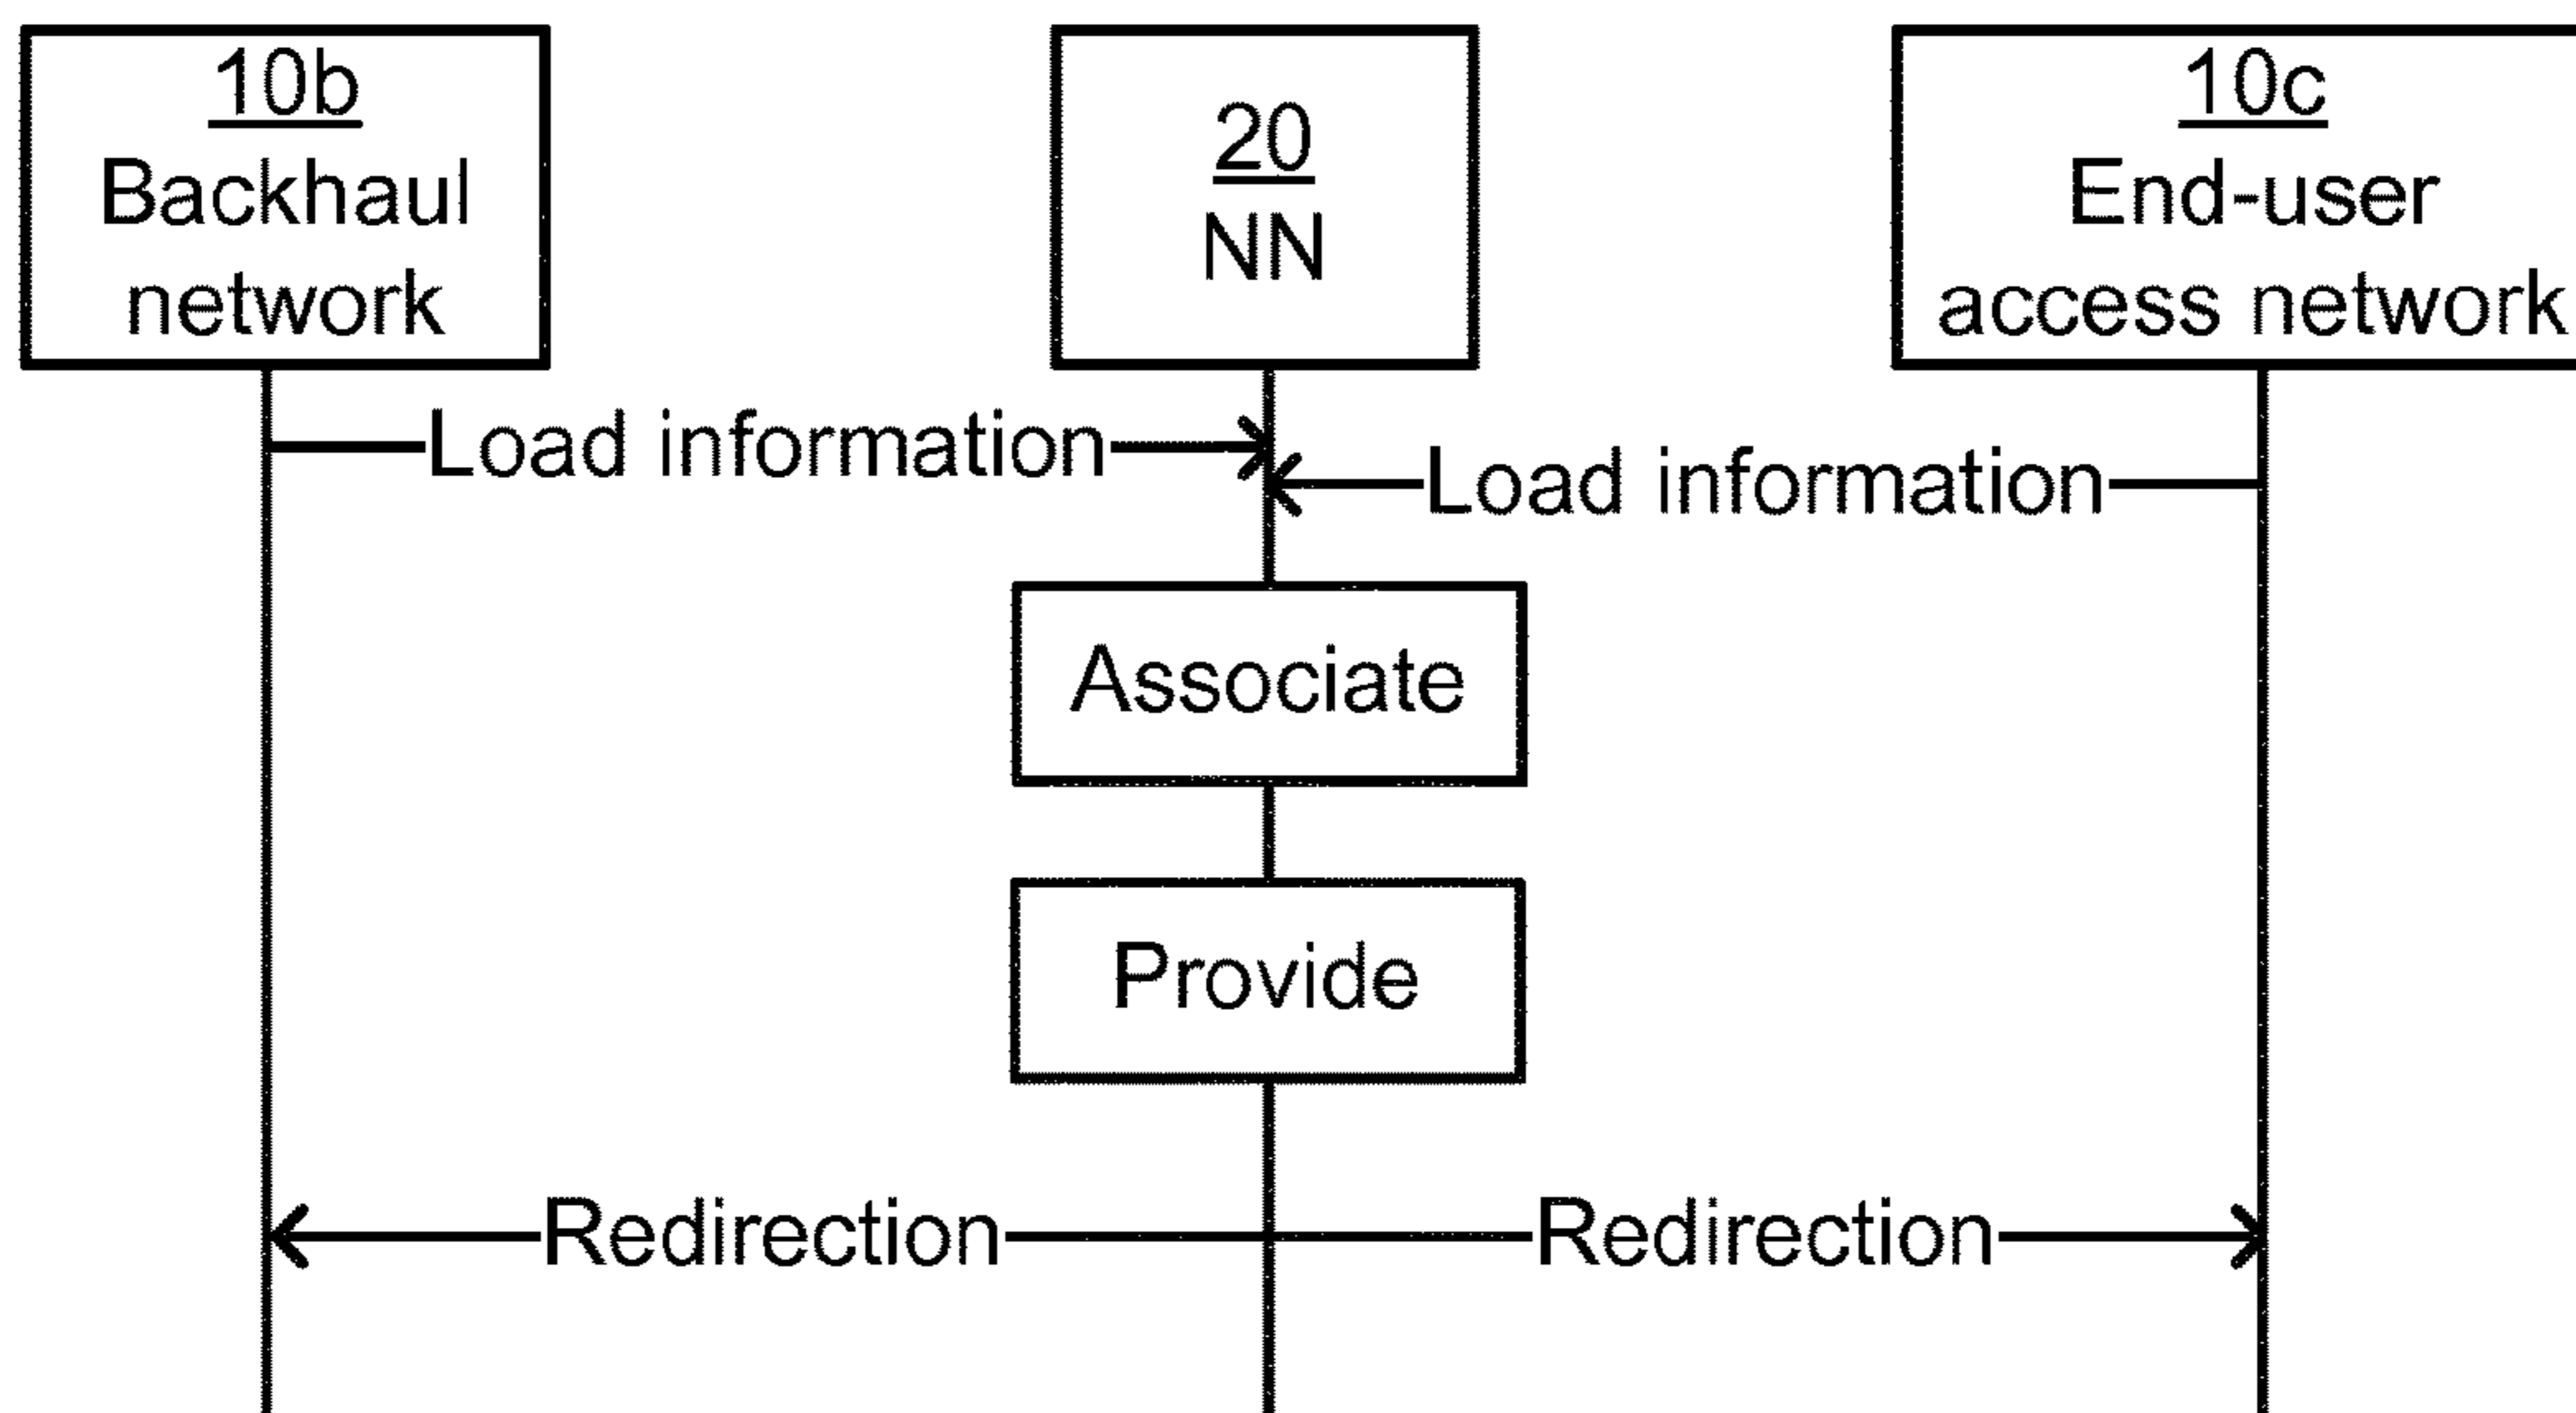 10b
Backhaul
network
20
NN
10c
End-user
access network
Load information
Load information
Associate
Provide
Redirection
Redirection